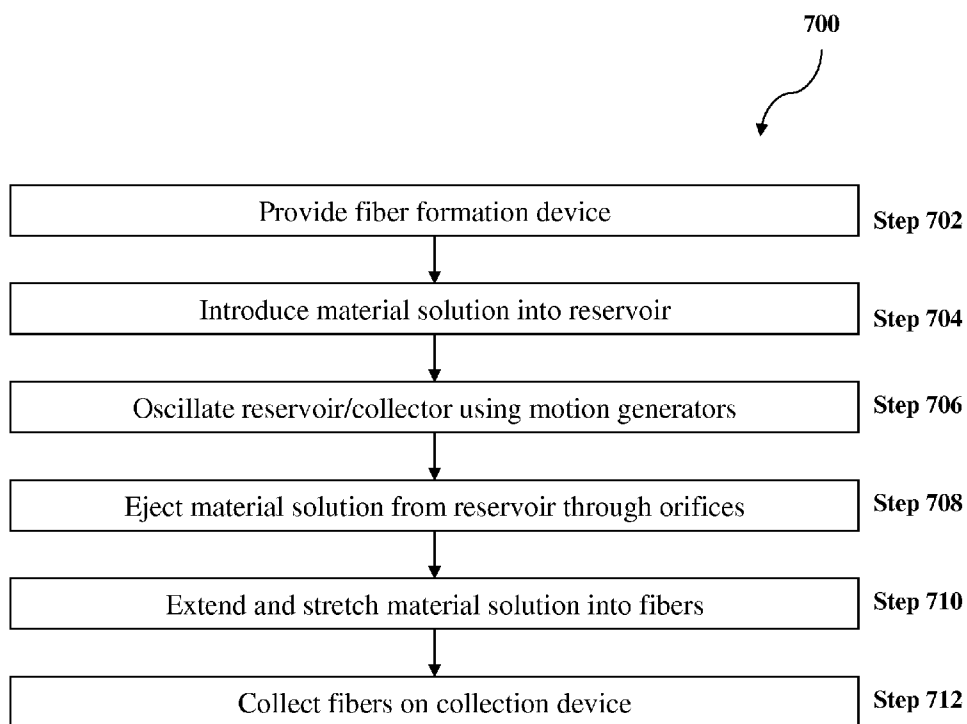 700
Provide fiber formation device
Step 702
Introduce material solution into reservoir
Step 704
Oscillate reservoir/collector using motion generators
Step 706
Eject material solution from reservoir through orifices
Step 708
Extend and stretch material solution into fibers
Step 710
Collect fibers on collection device
Step 712